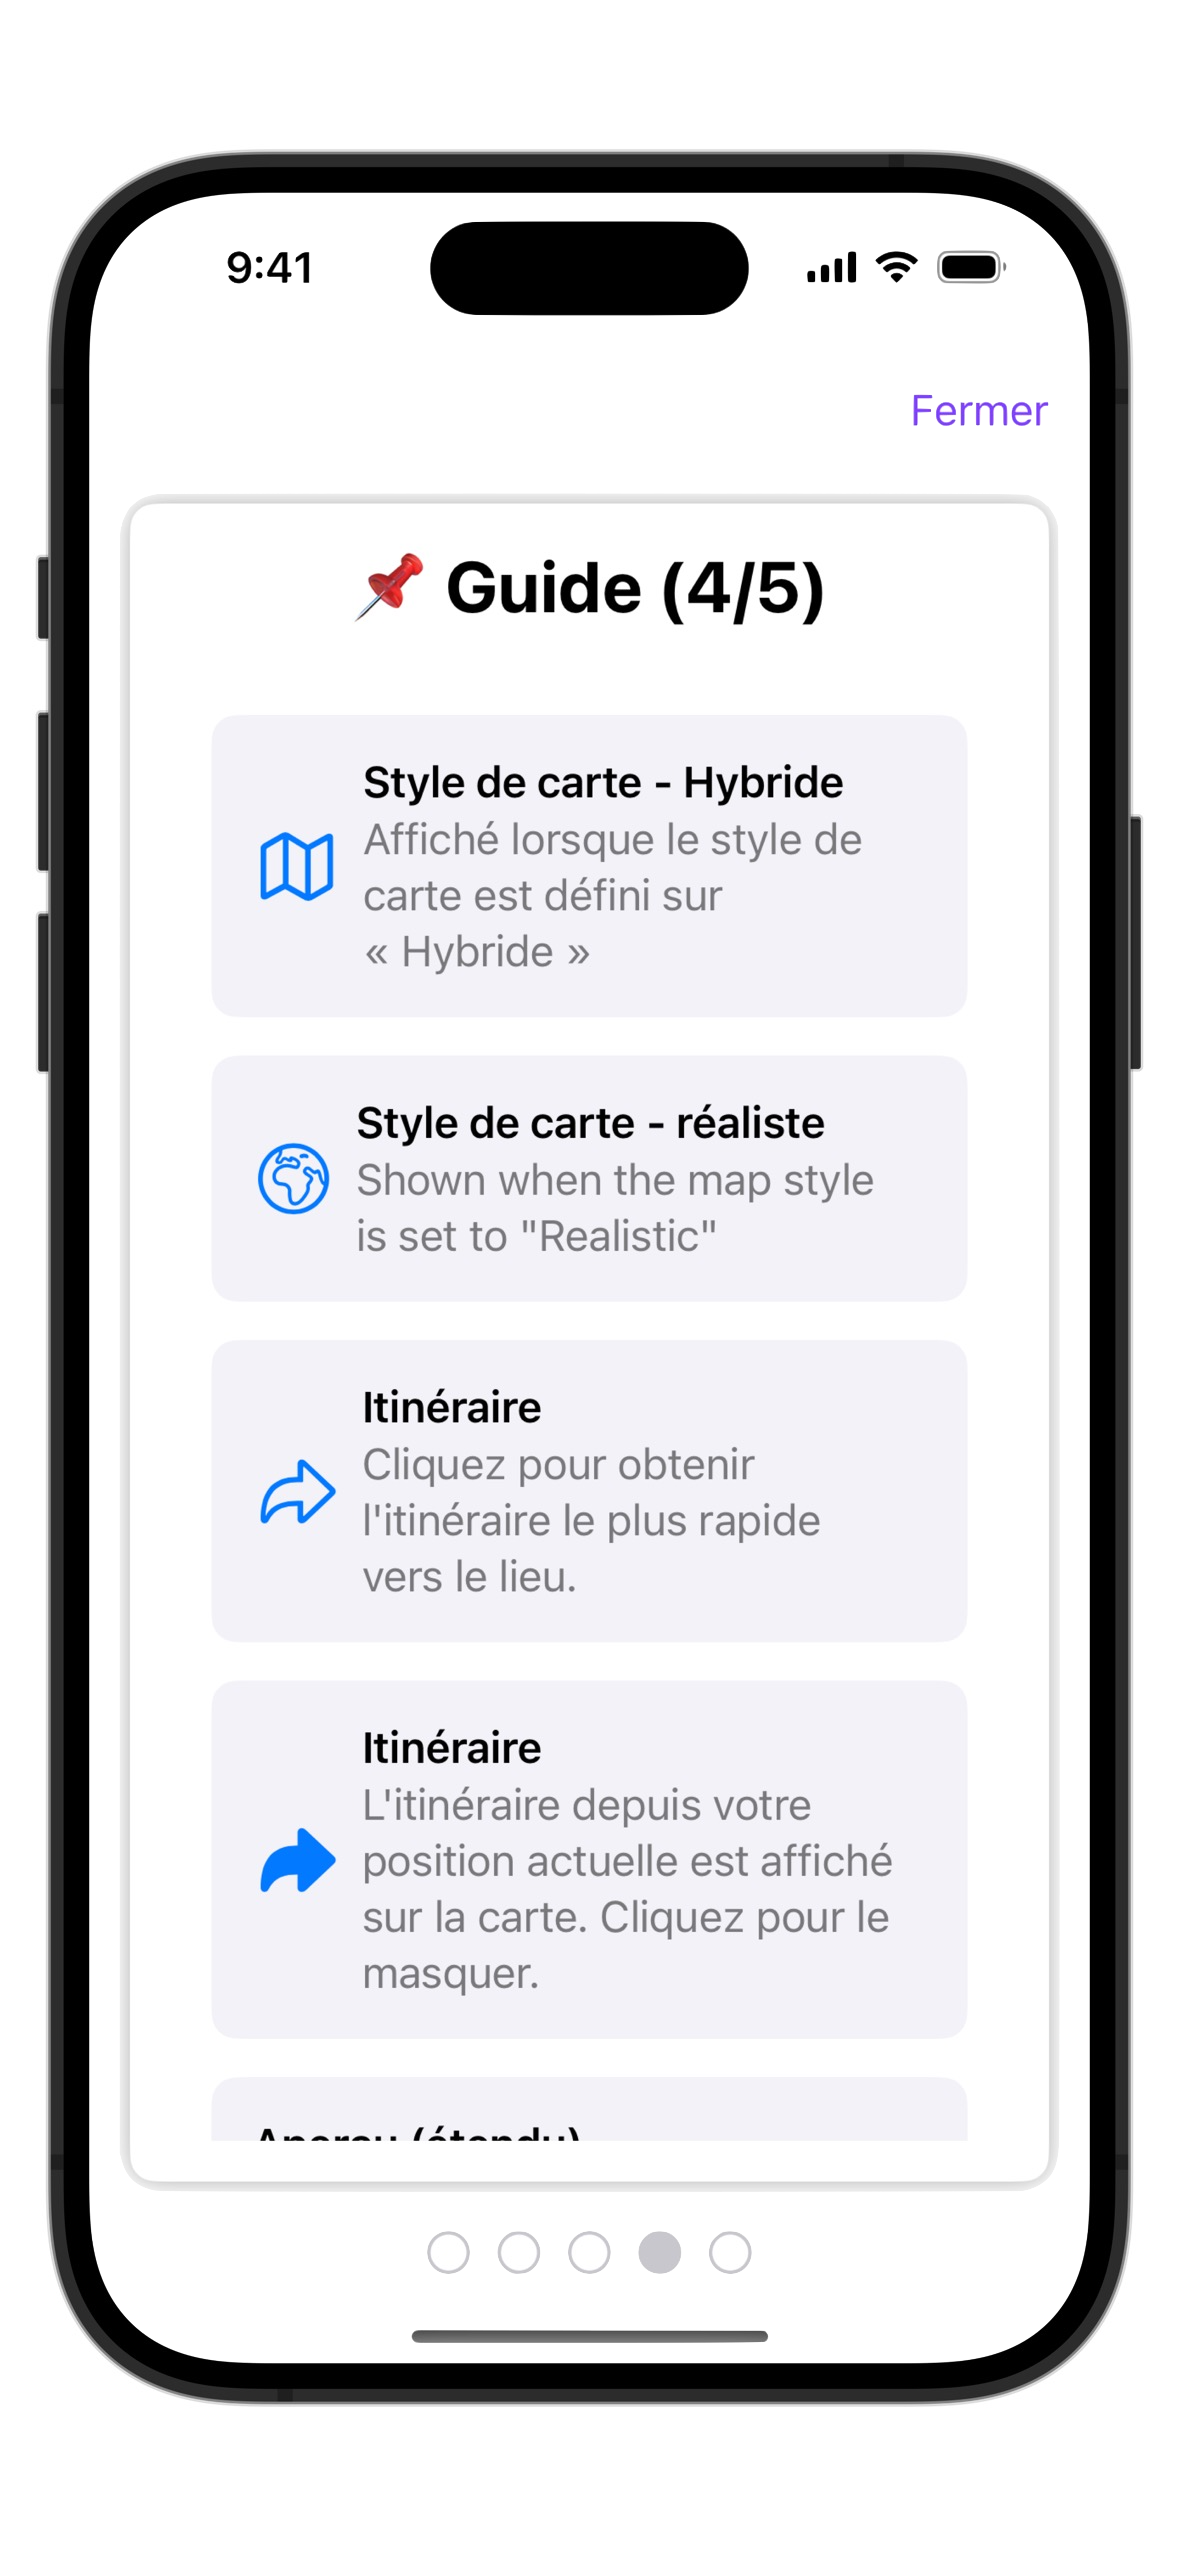 9:41
Fermer
📌 Guide (4/5)
Style de carte - Hybride
Affiché lorsque le style de
carte est défini sur
« Hybride »
Style de carte - réaliste
Shown when the map style
is set to "Realistic"
Itinéraire
Cliquez pour obtenir
l'itinéraire le plus rapide
vers le lieu.
Itinéraire
L'itinéraire depuis votre
position actuelle est affiché
sur la carte. Cliquez pour le
masquer.
Aperçu (étendu)